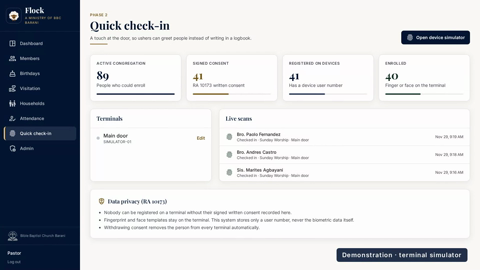 Flock
A MINISTRY OF BBC
BARANI
Dashboard
Members
Birthdays
Visitation
Households
Attendance
Quick check-in
Admin
Bible Baptist Church Barani
Pastor
Log out
PHASE 2
Quick check-in
A touch at the door, so ushers can greet people instead of writing in a logbook.
Open device simulator
ACTIVE CONGREGATION
89
People who could enroll
SIGNED CONSENT
41
RA 10173 written consent
REGISTERED ON DEVICES
41
Has a device user number
ENROLLED
40
Finger or face on the terminal
Terminals
Main door
SIMULATOR-01
Edit
Live scans
Bro. Paolo Fernandez
Checked in · Sunday Worship · Main door
Nov 29, 9:19 AM
Bro. Andres Castro
Checked in · Sunday Worship · Main door
Nov 29, 9:18 AM
Sis. Marites Agbayani
Checked in · Sunday Worship · Main door
Nov 29, 9:18 AM
Data privacy (RA 10173)
• Nobody can be registered on a terminal without their signed written consent recorded here.
• Fingerprint and face templates stay on the terminal. This system stores only a user number, never the biometric data itself.
• Withdrawing consent removes the person from every terminal automatically.
Demonstration · terminal simulator